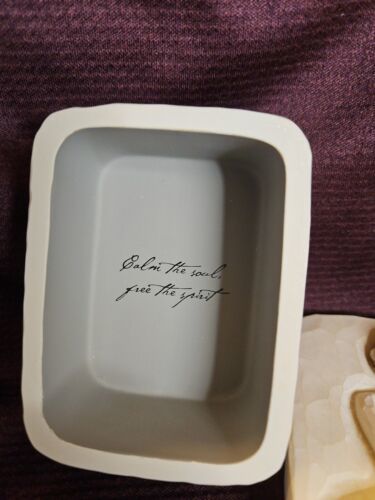 Calm the soul,
free the spirit